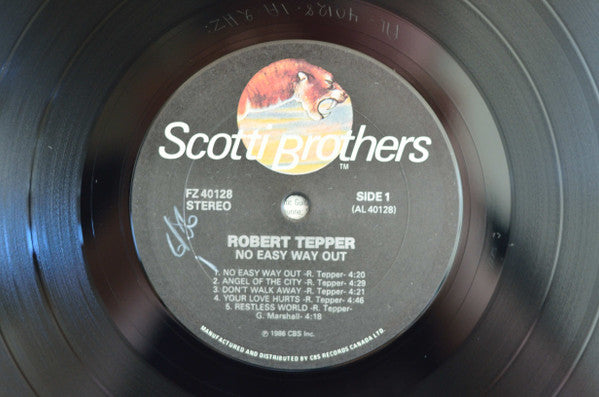 Scotti Brothers
TM
FZ 40128
STEREO
SIDE 1
(AL 40128)
ROBERT TEPPER
NO EASY WAY OUT
1. NO EASY WAY OUT -R. Tepper- 4:20
2. ANGEL OF THE CITY -R. Tepper- 4:29
3. DON'T WALK AWAY -R. Tepper- 4:21
4. YOUR LOVE HURTS -R. Tepper- 4:46
5. RESTLESS WORLD -R. Tepper-
G. Marshall- 4:18
℗ 1986 CBS Inc.
MANUFACTURED AND DISTRIBUTED BY CBS RECORDS CANADA LTD.